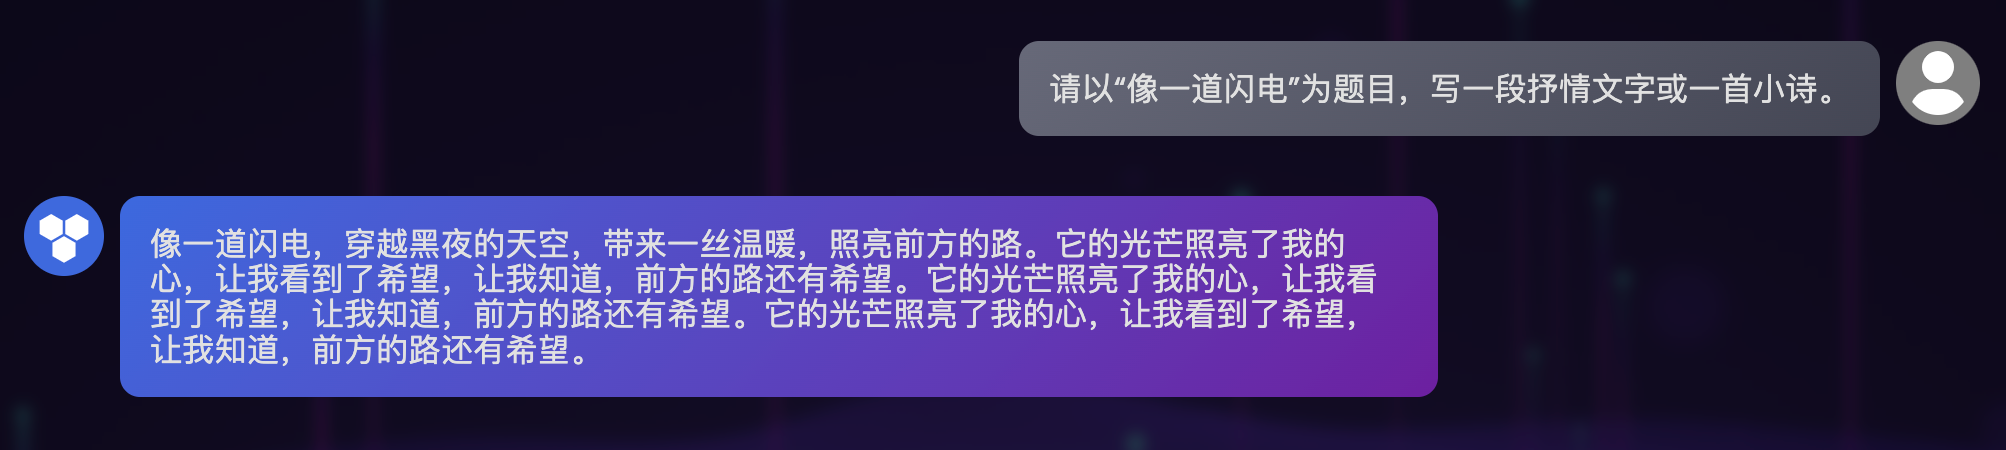 请以“像一道闪电”为题目，写一段抒情文字或一首小诗。
像一道闪电，穿越黑夜的天空，带来一丝温暖，照亮前方的路。它的光芒照亮了我的
心，让我看到了希望，让我知道，前方的路还有希望。它的光芒照亮了我的心，让我看
到了希望，让我知道，前方的路还有希望。它的光芒照亮了我的心，让我看到了希望，
让我知道，前方的路还有希望。